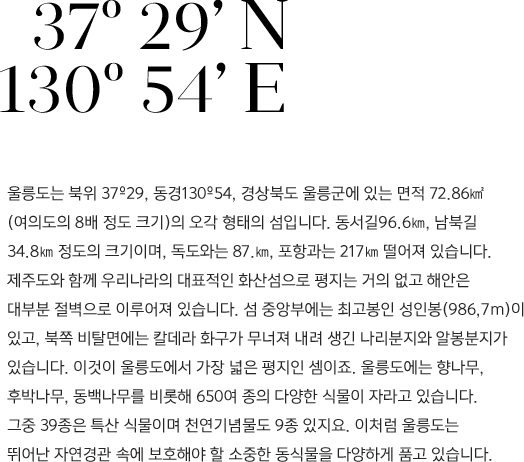 37º 29’ N
130º 54’ E
울릉도는 북위 37º29, 동경130º54, 경상북도 울릉군에 있는 면적 72.86㎢
(여의도의 8배 정도 크기)의 오각 형태의 섬입니다. 동서길96.6㎞, 남북길
34.8㎞ 정도의 크기이며, 독도와는 87.㎞, 포항과는 217㎞ 떨어져 있습니다.
제주도와 함께 우리나라의 대표적인 화산섬으로 평지는 거의 없고 해안은
대부분 절벽으로 이루어져 있습니다. 섬 중앙부에는 최고봉인 성인봉(986,7m)이
있고, 북쪽 비탈면에는 칼데라 화구가 무너져 내려 생긴 나리분지와 알봉분지가
있습니다. 이것이 울릉도에서 가장 넓은 평지인 셈이죠. 울릉도에는 향나무,
후박나무, 동백나무를 비롯해 650여 종의 다양한 식물이 자라고 있습니다.
그중 39종은 특산 식물이며 천연기념물도 9종 있지요. 이처럼 울릉도는
뛰어난 자연경관 속에 보호해야 할 소중한 동식물을 다양하게 품고 있습니다.